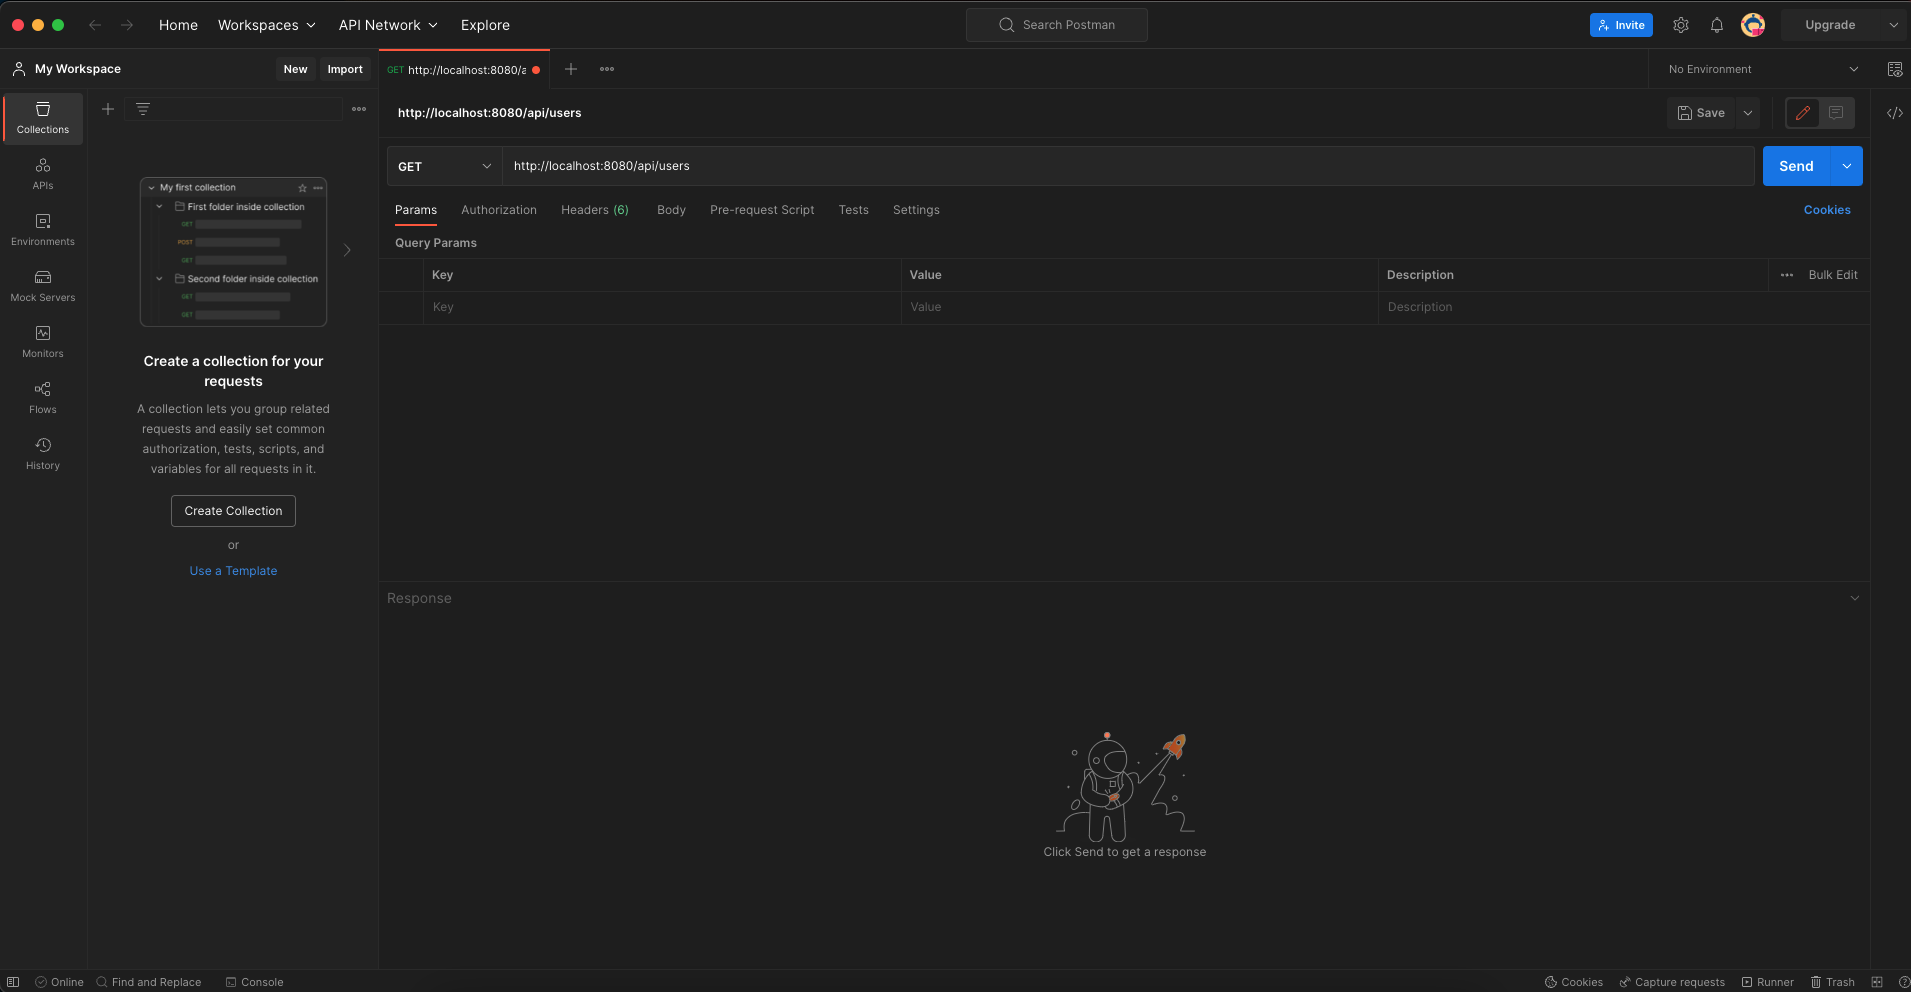 Home Workspaces API Network Explore Search Postman Invite Upgrade
My Workspace New Import GET http://localhost:8080/a No Environment
http://localhost:8080/api/users Save
Collections
APIs
Environments
Mock Servers
Monitors
Flows
History
My first collection
First folder inside collection
GET
POST
GET
Second folder inside collection
GET
GET
Create a collection for your
requests
A collection lets you group related
requests and easily set common
authorization, tests, scripts, and
variables for all requests in it.
Create Collection
or
Use a Template
GET http://localhost:8080/api/users Send
Params Authorization Headers (6) Body Pre-request Script Tests Settings Cookies
Query Params
Key Value Description Bulk Edit
Key Value Description
Response
Click Send to get a response
Online Find and Replace Console Cookies Capture requests Runner Trash